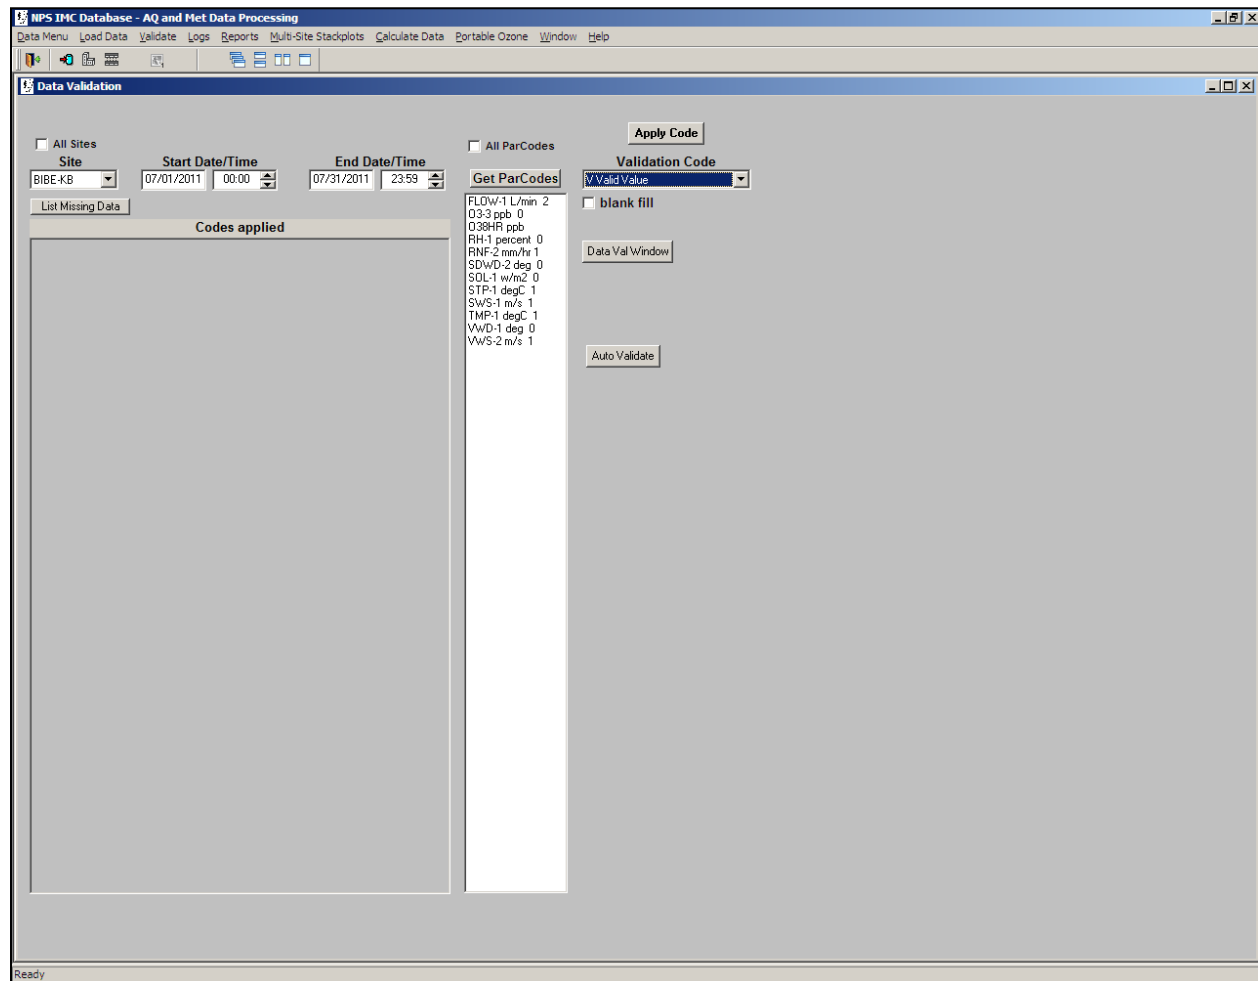 NPS IMC Database - AQ and Met Data Processing
Data Menu Load Data Validate Logs Reports Multi-Site Stackplots Calculate Data Portable Ozone Window Help
Data Validation
All Sites
Site Start Date/Time End Date/Time
BIBE-KB 07/01/2011 00:00 07/31/2011 23:59
List Missing Data
Codes applied
All ParCodes
Get ParCodes
FLOW-1 L/min 2
O3-3 ppb 0
O38HR ppb
RH-1 percent 0
RNF-2 mm/hr 1
SDWD-2 deg 0
SOL-1 w/m2 0
STP-1 degC 1
SWS-1 m/s 1
TMP-1 degC 1
VWD-1 deg 0
VWS-2 m/s 1
Apply Code
Validation Code
V Valid Value
blank fill
Data Val Window
Auto Validate
Ready